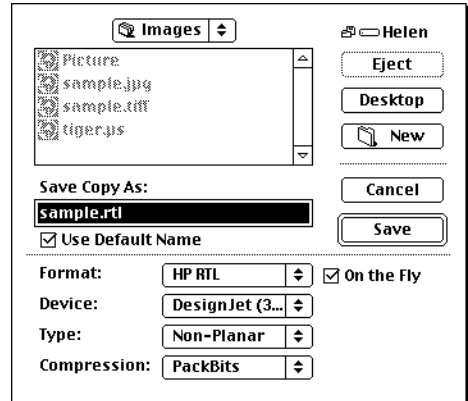 Images
Helen
Picture
sample.jpg
sample.tiff
tiger.ps
Eject
Desktop
New
Save Copy As:
sample.rtl
Use Default Name
Cancel
Save
Format: HP RTL
On the Fly
Device: DesignJet (3...
Type: Non-Planar
Compression: PackBits